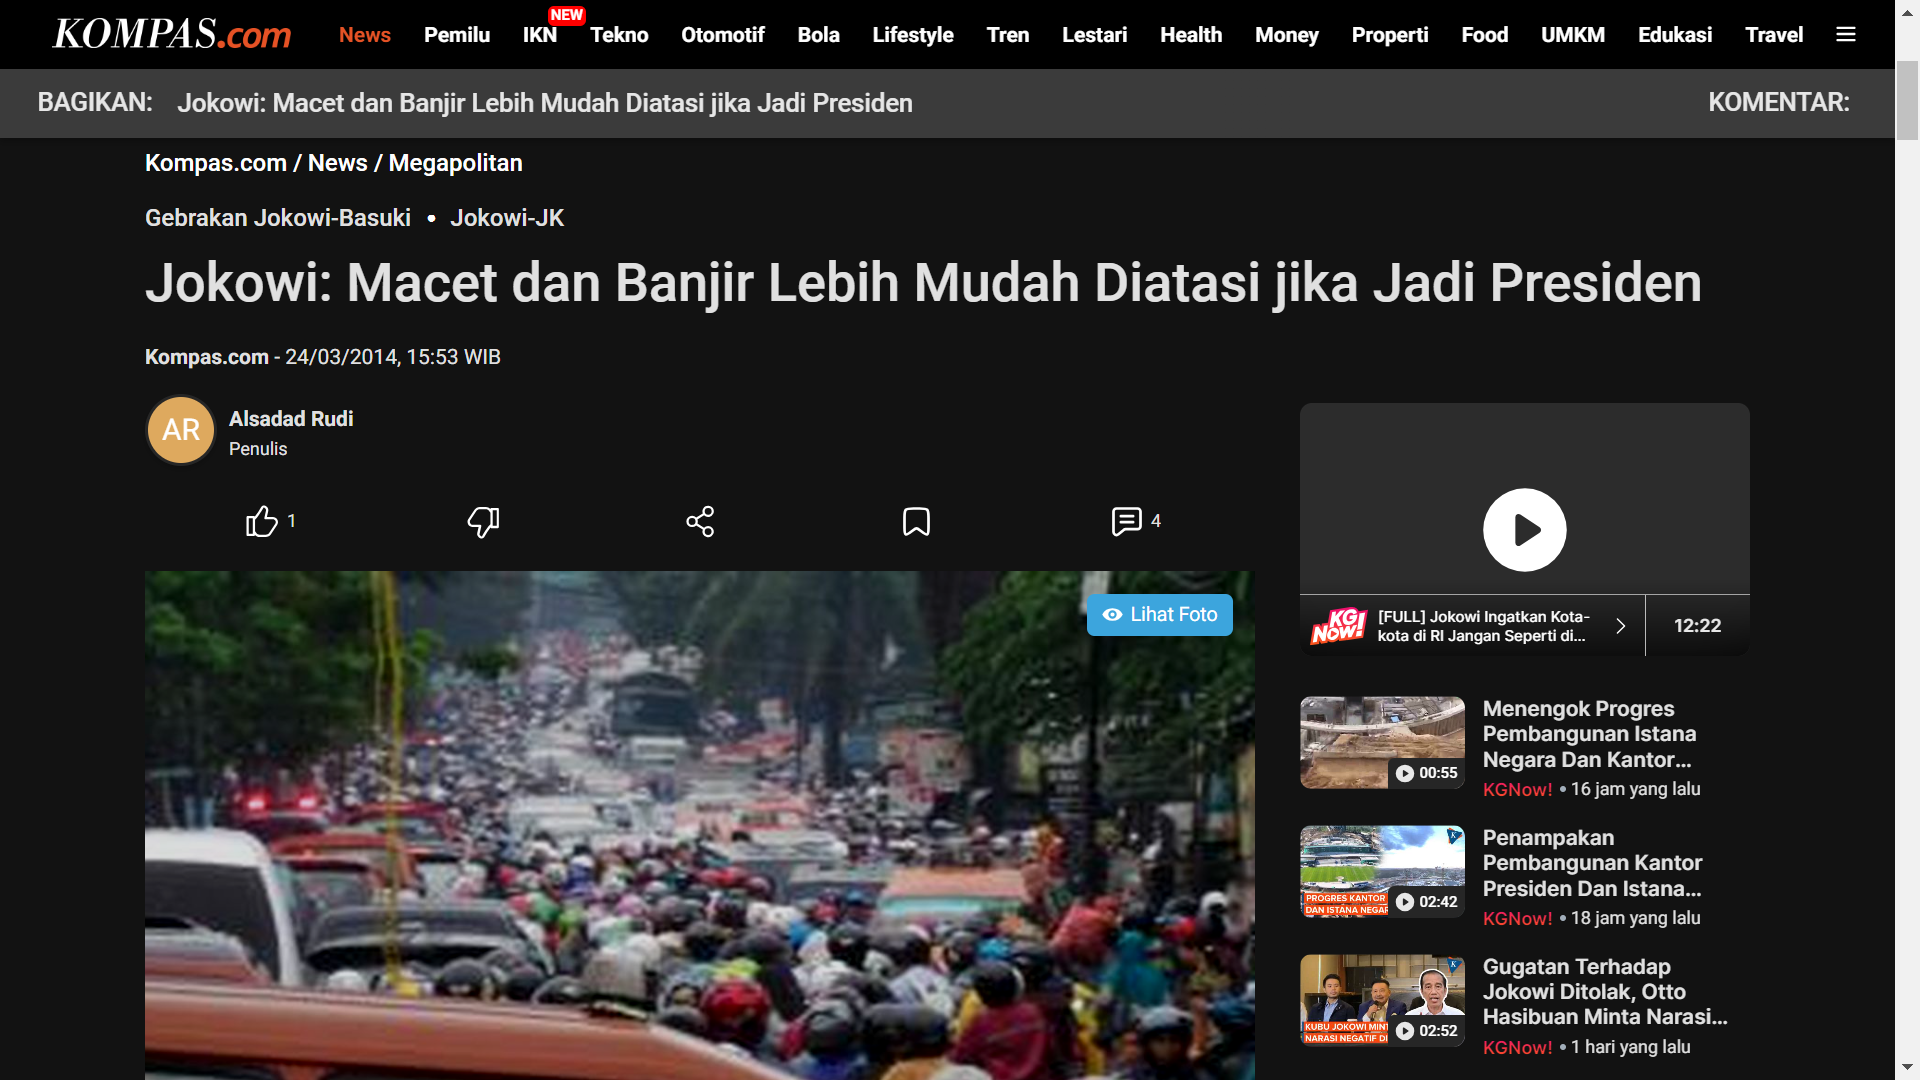 KOMPAS.com
News
Pemilu
IKN
NEW
Tekno
Otomotif
Bola
Lifestyle
Tren
Lestari
Health
Money
Properti
Food
UMKM
Edukasi
Travel
BAGIKAN:
Jokowi: Macet dan Banjir Lebih Mudah Diatasi jika Jadi Presiden
KOMENTAR:
Kompas.com / News / Megapolitan
Gebrakan Jokowi-Basuki • Jokowi-JK
Jokowi: Macet dan Banjir Lebih Mudah Diatasi jika Jadi Presiden
Kompas.com - 24/03/2014, 15:53 WIB
AR
Alsadad Rudi
Penulis
1
4
Lihat Foto
KG NOW!
[FULL] Jokowi Ingatkan Kota-
kota di RI Jangan Seperti di...
12:22
00:55
Menengok Progres
Pembangunan Istana
Negara Dan Kantor...
KGNow! • 16 jam yang lalu
PROGRES KANTOR
DAN ISTANA NEGAR
02:42
Penampakan
Pembangunan Kantor
Presiden Dan Istana...
KGNow! • 18 jam yang lalu
KUBU JOKOWI MIN
NARASI NEGATIF DI
02:52
Gugatan Terhadap
Jokowi Ditolak, Otto
Hasibuan Minta Narasi...
KGNow! • 1 hari yang lalu